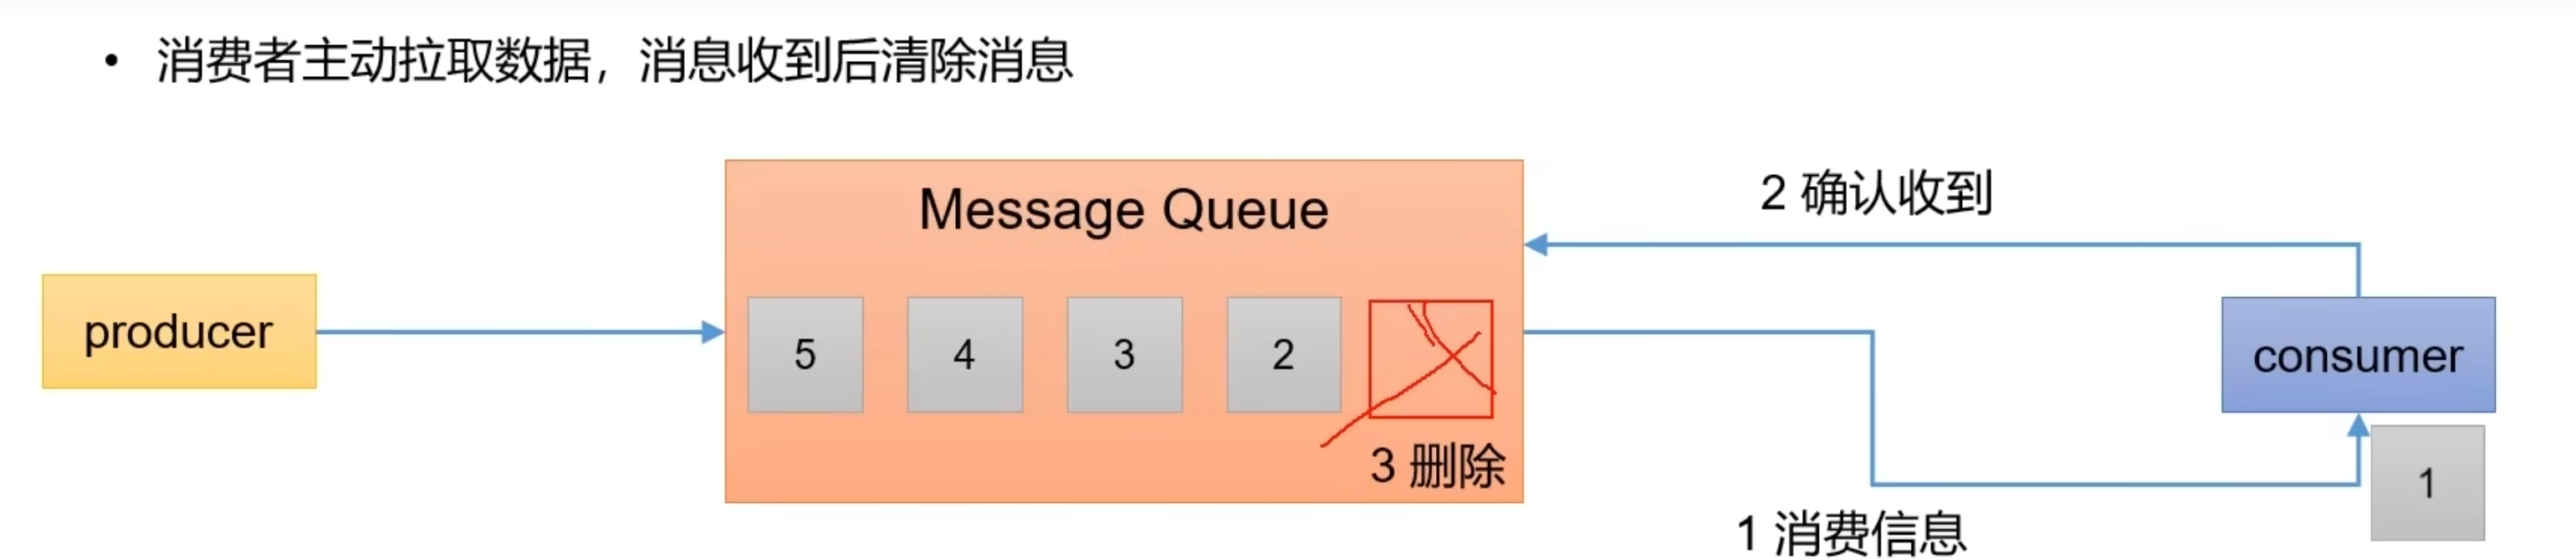 • 消费者主动拉取数据，消息收到后清除消息
Message Queue
2 确认收到
producer
5
4
3
2
consumer
3 删除
1
1 消费信息